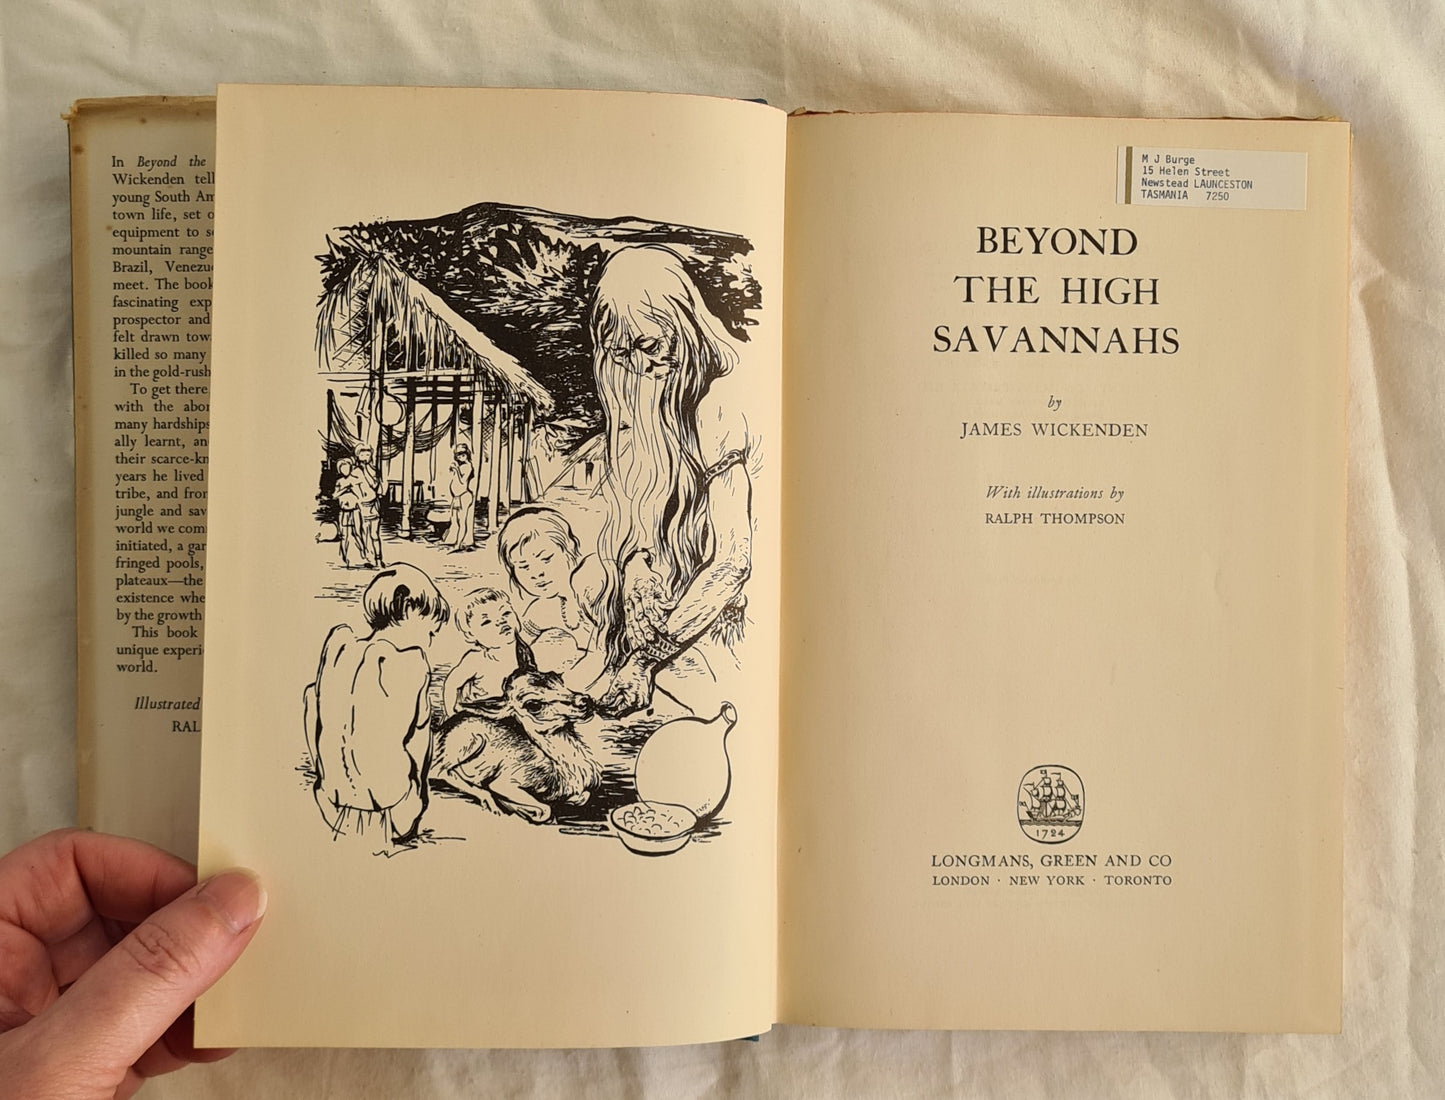 In Beyond the
Wickenden tell
young South Am
town life, set o
equipment to s
mountain range
Brazil, Venezu
meet. The book
fascinating exp
prospector and
felt drawn tow
killed so many
in the gold-rush
To get there
with the abor
many hardships
ally learnt, an
their scarce-kn
years he lived
tribe, and from
jungle and sav
world we com
initiated, a gar
fringed pools,
plateaux—the
existence whe
by the growth
This book
unique experi
world.
Illustrated
RAL
M J Burge
15 Helen Street
Newstead LAUNCESTON
TASMANIA 7250
BEYOND
THE HIGH
SAVANNAHS
by
JAMES WICKENDEN
With illustrations by
RALPH THOMPSON
1724
LONGMANS, GREEN AND CO
LONDON · NEW YORK · TORONTO